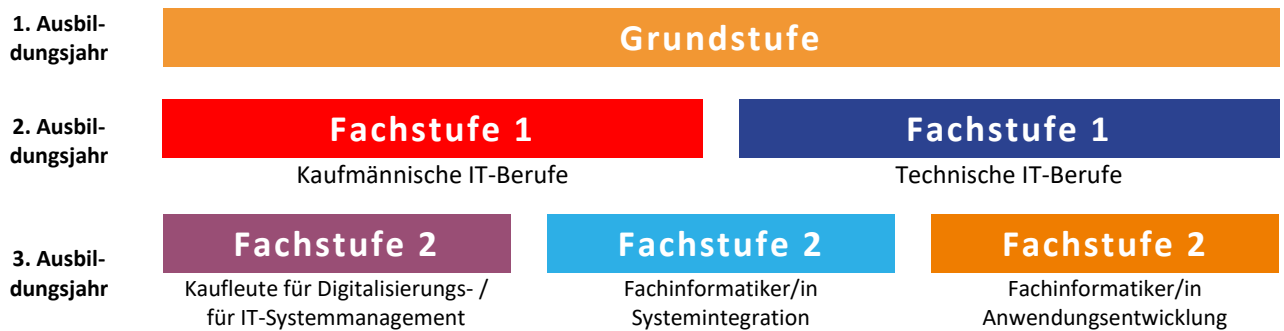 1. Ausbil-
dungsjahr
Grundstufe
2. Ausbil-
dungsjahr
Fachstufe 1
Fachstufe 1
Kaufmännische IT-Berufe
Technische IT-Berufe
3. Ausbil-
dungsjahr
Fachstufe 2
Fachstufe 2
Fachstufe 2
Kaufleute für Digitalisierungs- /
für IT-Systemmanagement
Fachinformatiker/in
Systemintegration
Fachinformatiker/in
Anwendungsentwicklung